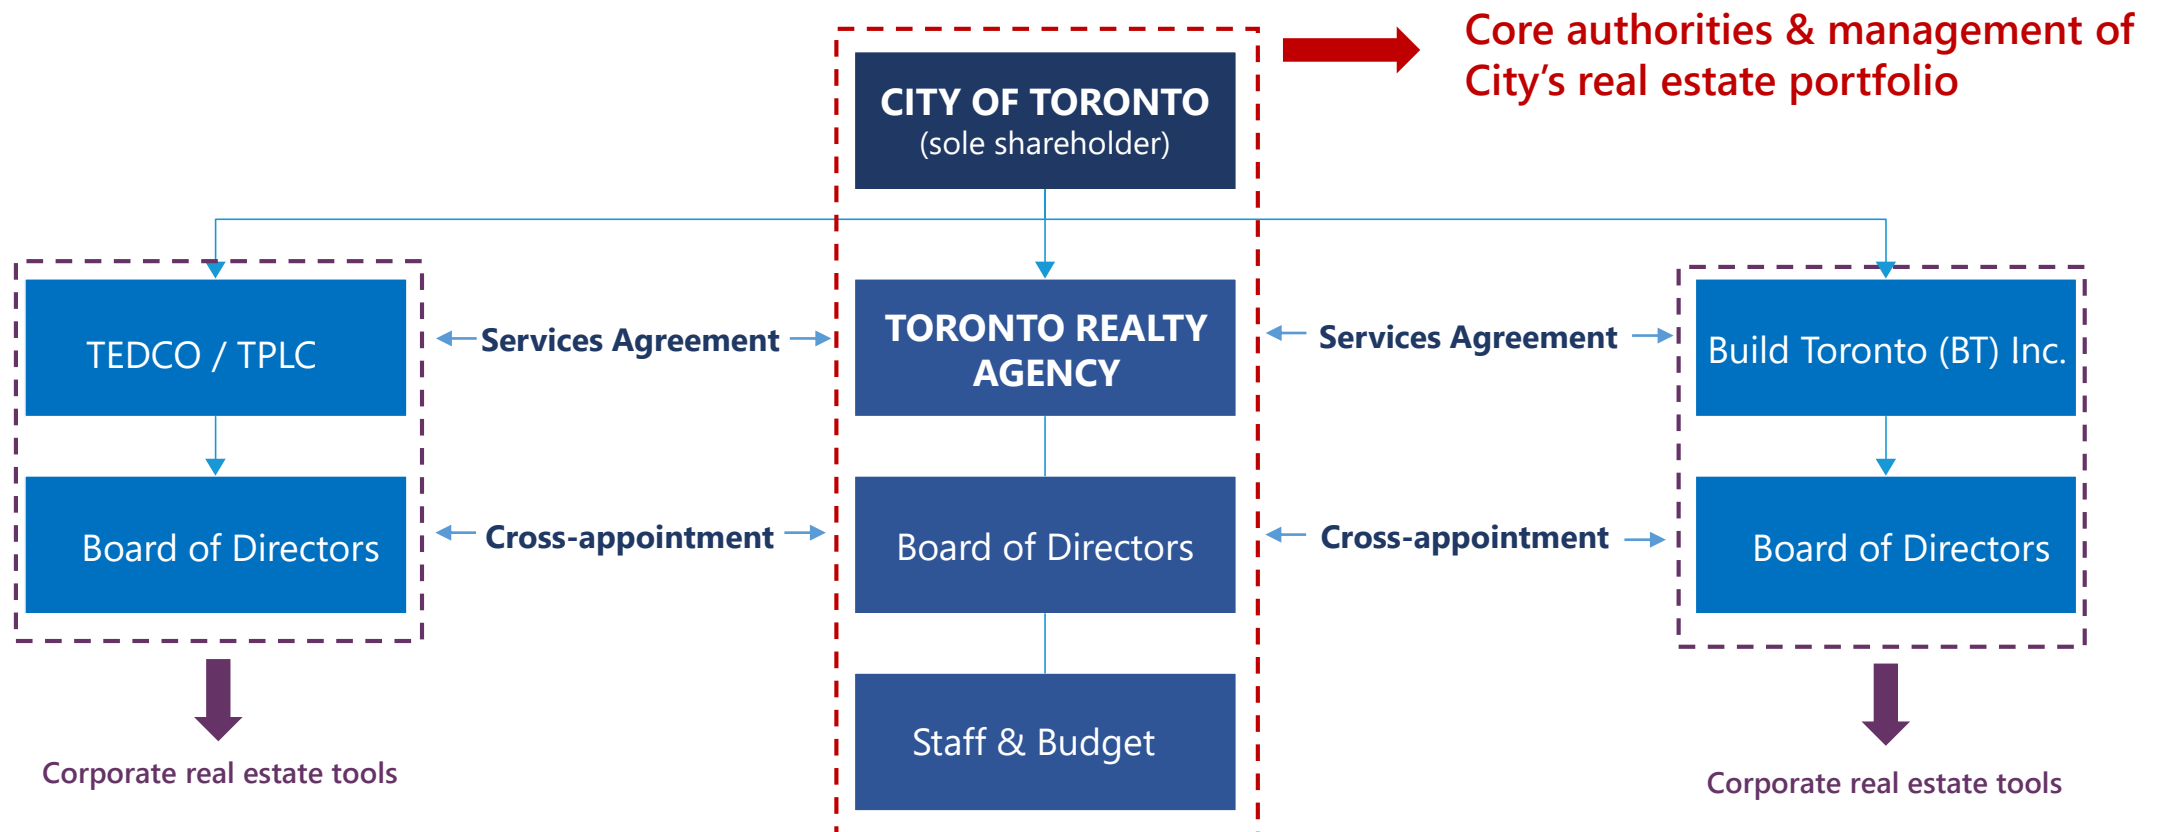 Core authorities & management of
City's real estate portfolio
CITY OF TORONTO
(sole shareholder)
TEDCO / TPLC
Services Agreement
TORONTO REALTY
AGENCY
Services Agreement
Build Toronto (BT) Inc.
Board of Directors
Cross-appointment
Board of Directors
Cross-appointment
Board of Directors
Staff & Budget
Corporate real estate tools
Corporate real estate tools